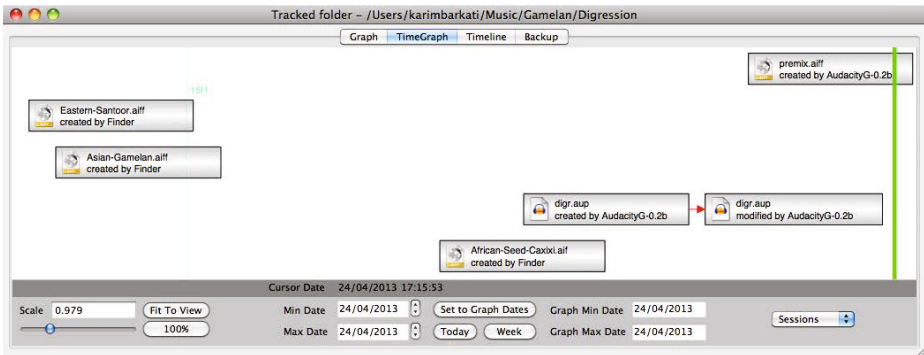 Tracked folder – /Users/karimbarkati/Music/Gamelan/Digression
Graph TimeGraph Timeline Backup
premix.aiff
created by AudacityG-0.2b
15H
Eastern-Santoor.aiff
created by Finder
Asian-Gamelan.aiff
created by Finder
digr.aup
created by AudacityG-0.2b
digr.aup
modified by AudacityG-0.2b
African-Seed-Caxixi.aif
created by Finder
Cursor Date 24/04/2013 17:15:53
Scale 0.979 Fit To View Min Date 24/04/2013 Set to Graph Dates Graph Min Date 24/04/2013 Sessions
100% Max Date 24/04/2013 Today Week Graph Max Date 24/04/2013